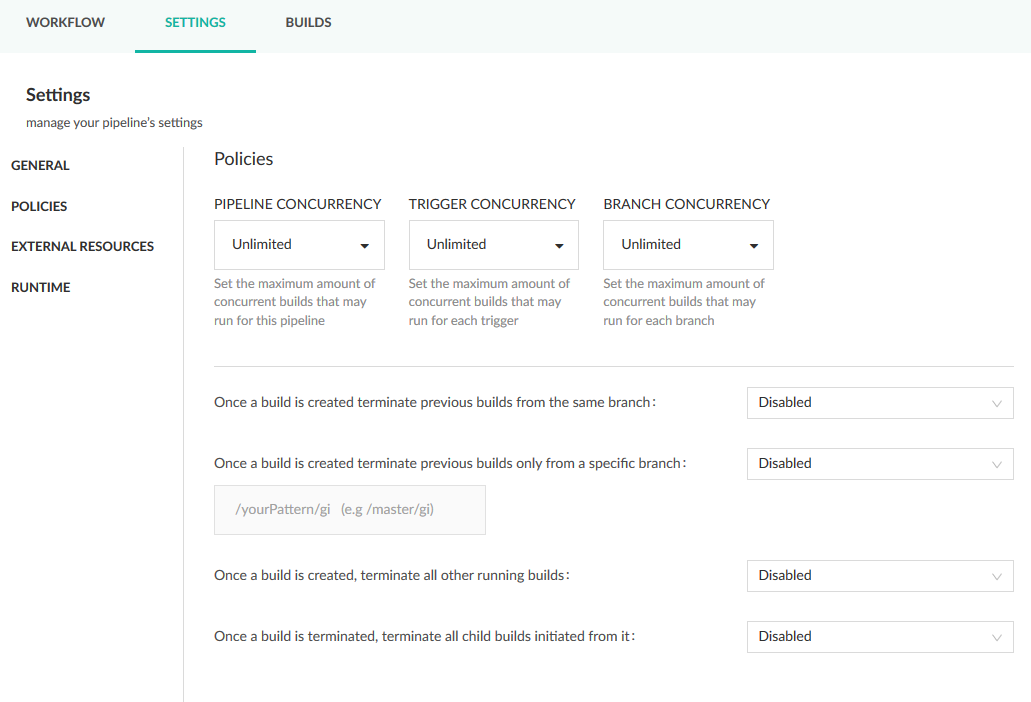 WORKFLOW SETTINGS BUILDS
Settings
manage your pipeline's settings
GENERAL
POLICIES
EXTERNAL RESOURCES
RUNTIME
Policies
PIPELINE CONCURRENCY
Unlimited
Set the maximum amount of
concurrent builds that may
run for this pipeline
TRIGGER CONCURRENCY
Unlimited
Set the maximum amount of
concurrent builds that may
run for each trigger
BRANCH CONCURRENCY
Unlimited
Set the maximum amount of
concurrent builds that may
run for each branch
Once a build is created terminate previous builds from the same branch: Disabled
Once a build is created terminate previous builds only from a specific branch: Disabled
/yourPattern/gi (e.g /master/gi)
Once a build is created, terminate all other running builds: Disabled
Once a build is terminated, terminate all child builds initiated from it: Disabled